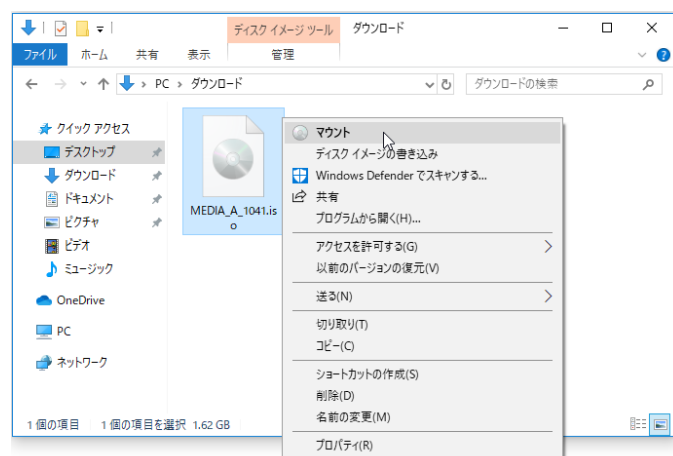 ディスク イメージ ツール
ダウンロード
ファイル
ホーム
共有
表示
管理
PC
ダウンロード
ダウンロードの検索
クイック アクセス
デスクトップ
ダウンロード
ドキュメント
ピクチャ
ビデオ
ミュージック
OneDrive
PC
ネットワーク
MEDIA_A_1041.is
o
マウント
ディスク イメージの書き込み
Windows Defender でスキャンする...
共有
プログラムから開く(H)...
アクセスを許可する(G)
以前のバージョンの復元(V)
送る(N)
切り取り(T)
コピー(C)
ショートカットの作成(S)
削除(D)
名前の変更(M)
プロパティ(R)
1 個の項目
1 個の項目を選択 1.62 GB